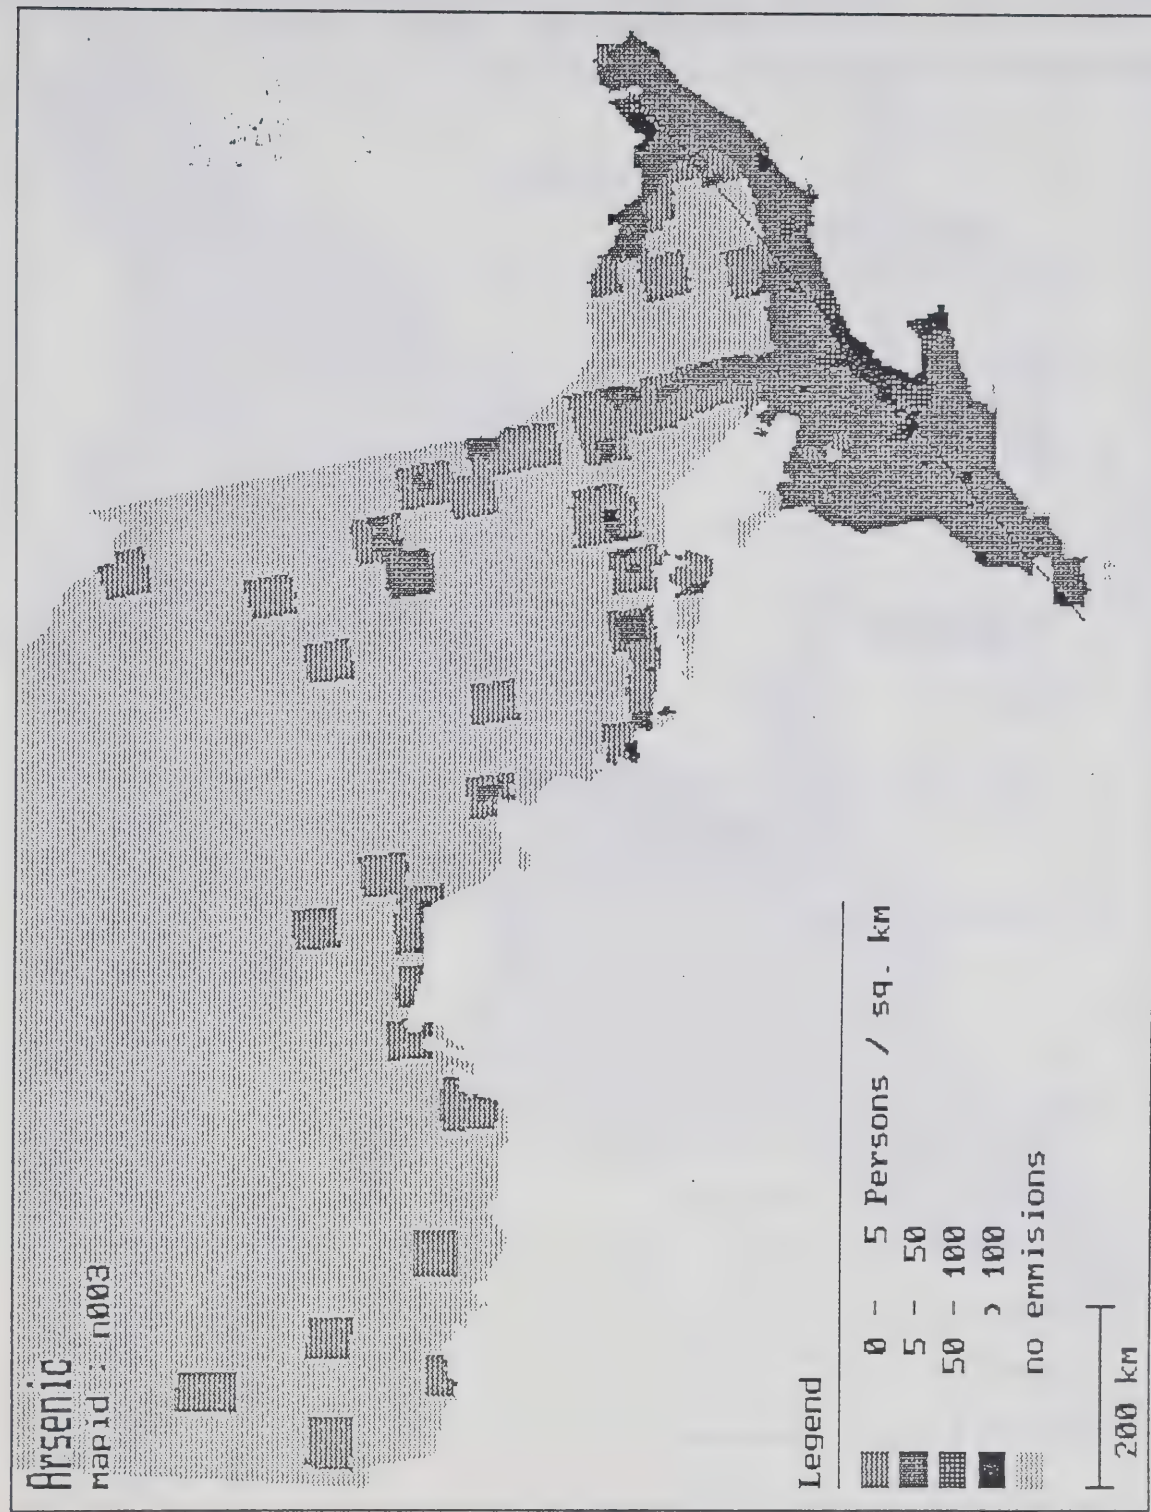 Arsenic
mapid : n003
Legend
0 - 5 Persons / sq. km
5 - 50
50 - 100
> 100
no emmisions
200 km